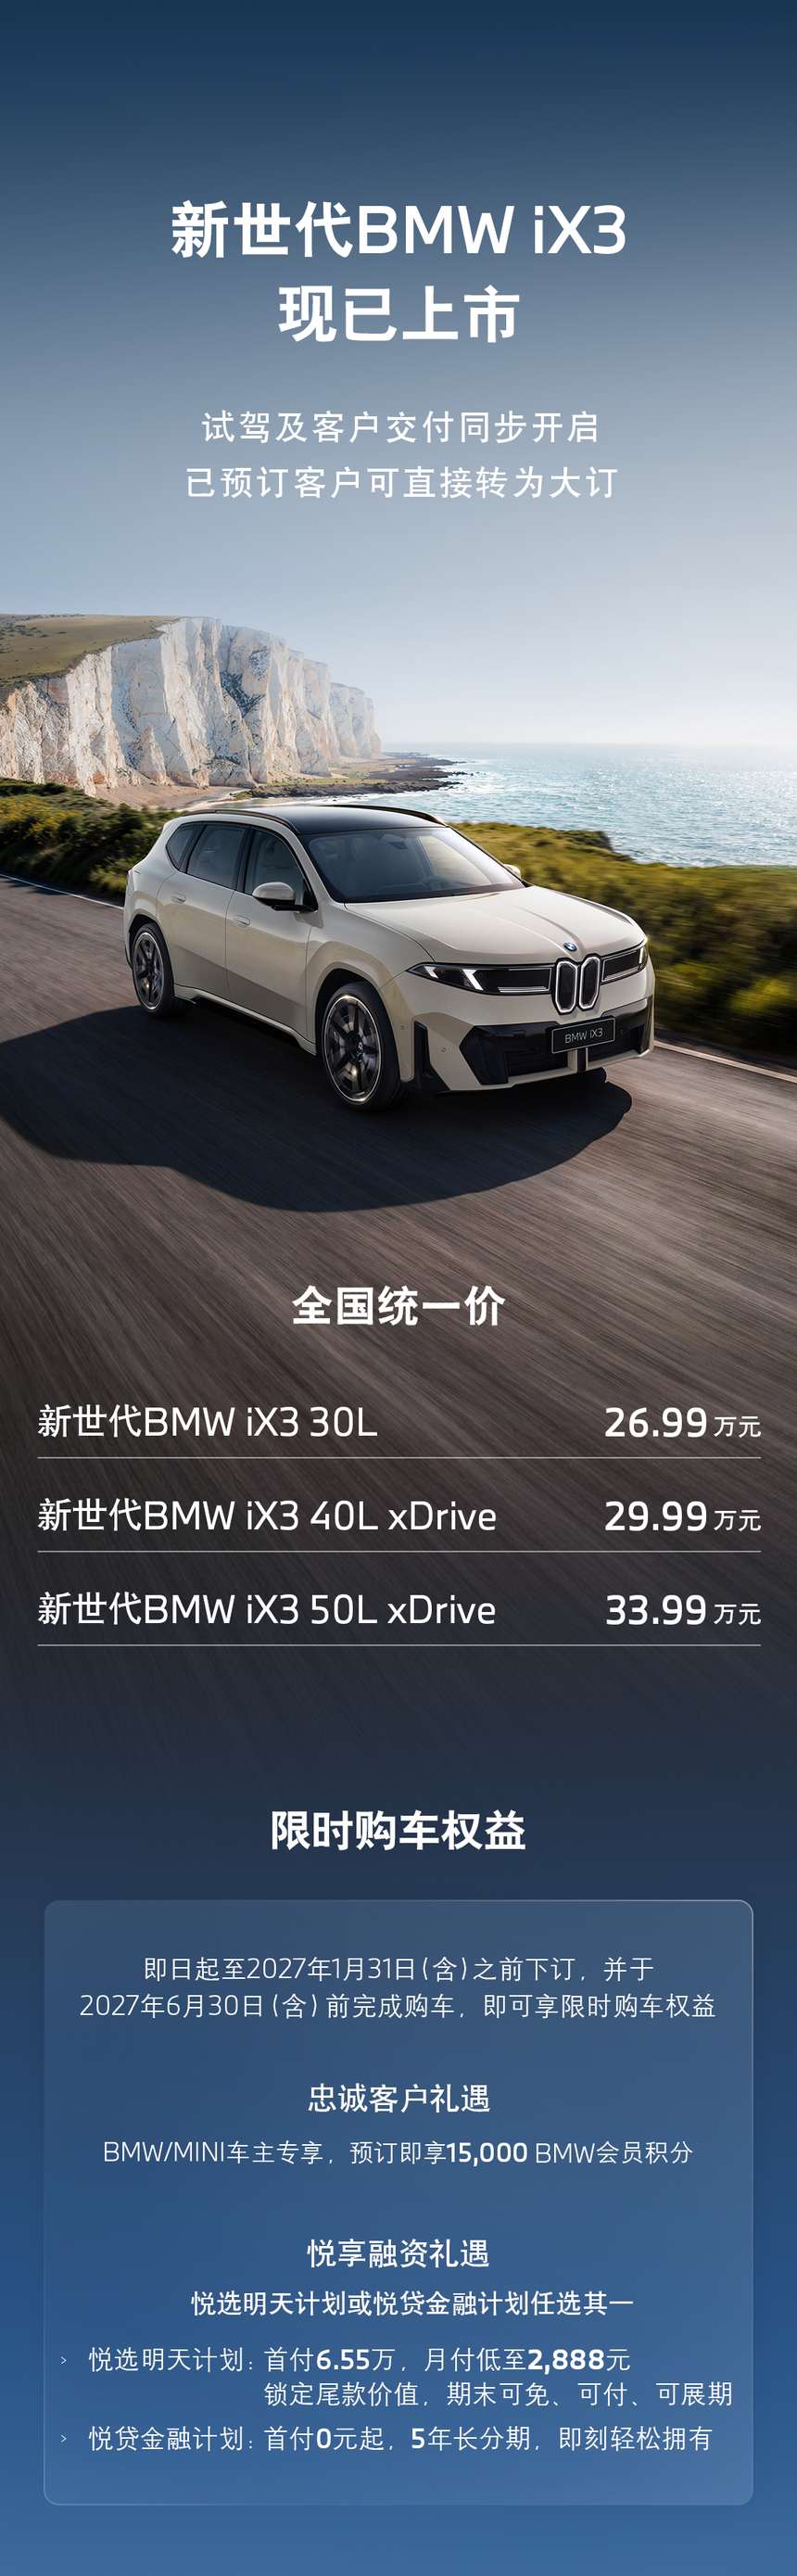 新世代BMW iX3
现已上市
试驾及客户交付同步开启
已预订客户可直接转为大订
BMW iX3
全国统一价
新世代BMW iX3 30L 26.99万元
新世代BMW iX3 40L xDrive 29.99万元
新世代BMW iX3 50L xDrive 33.99万元
限时购车权益
即日起至2027年1月31日(含)之前下订，并于
2027年6月30日(含)前完成购车，即可享限时购车权益
忠诚客户礼遇
BMW/MINI车主专享，预订即享15,000 BMW会员积分
悦享融资礼遇
悦选明天计划或悦贷金融计划任选其一
› 悦选明天计划：首付6.55万，月付低至2,888元
锁定尾款价值，期末可免、可付、可展期
› 悦贷金融计划：首付0元起，5年长分期，即刻轻松拥有